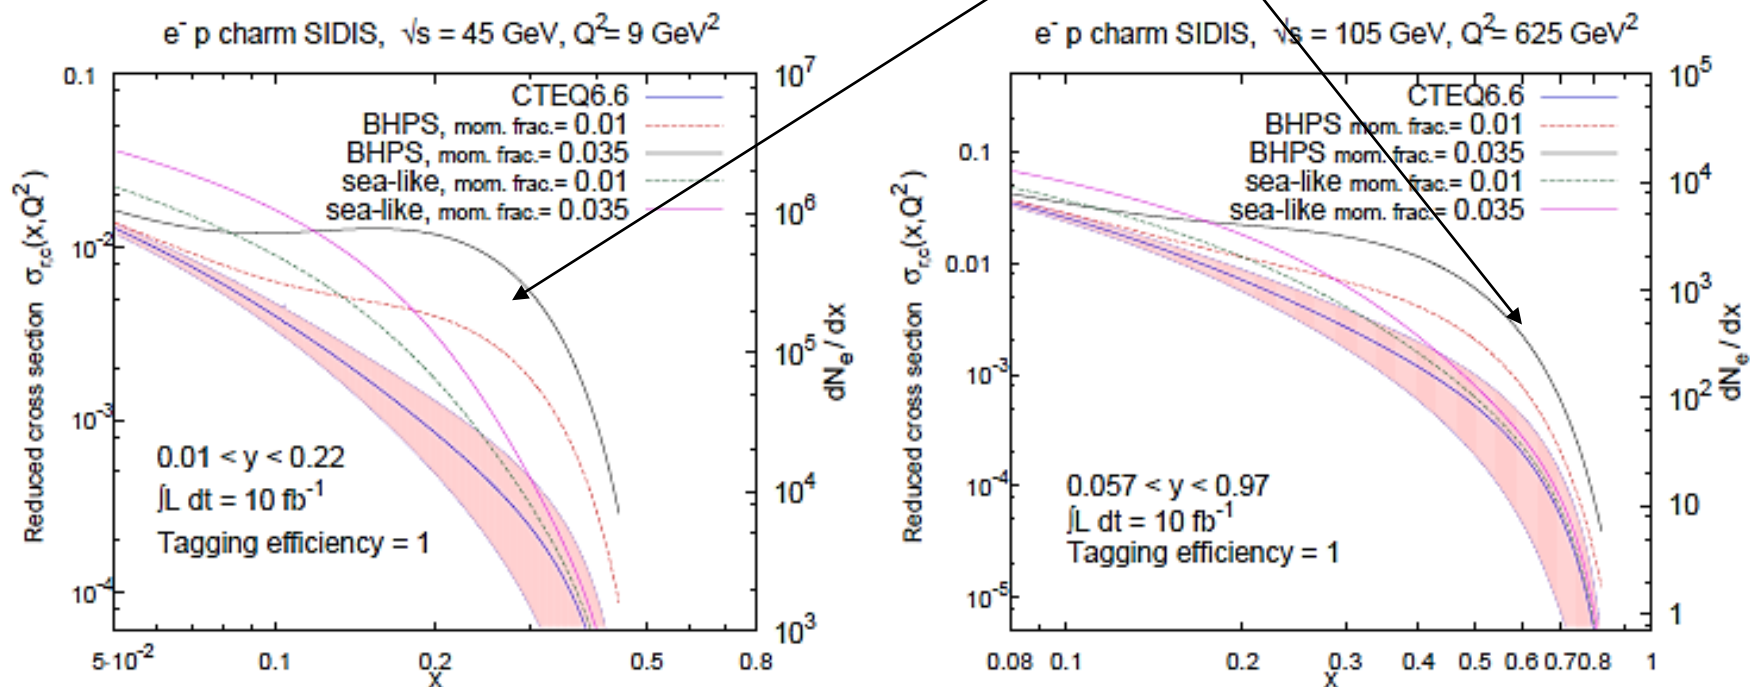 e⁻ p charm SIDIS, √s = 45 GeV, Q²= 9 GeV²
0.1
10⁻²
10⁻³
10⁻⁴
Reduced cross section σr,c(x,Q²)
CTEQ6.6
BHPS, mom. frac.= 0.01
BHPS, mom. frac.= 0.035
sea-like, mom. frac.= 0.01
sea-like, mom. frac.= 0.035
0.01 < y < 0.22
∫L dt = 10 fb⁻¹
Tagging efficiency = 1
10⁷
10⁶
10⁵
10⁴
10³
dNe / dx
5·10⁻² 0.1 0.2 0.5 0.8
x
e⁻ p charm SIDIS, √s = 105 GeV, Q²= 625 GeV²
0.1
0.01
10⁻³
10⁻⁴
10⁻⁵
Reduced cross section σr,c(x,Q²)
CTEQ6.6
BHPS mom. frac.= 0.01
BHPS mom. frac.= 0.035
sea-like mom. frac.= 0.01
sea-like mom. frac.= 0.035
0.057 < y < 0.97
∫L dt = 10 fb⁻¹
Tagging efficiency = 1
10⁵
10⁴
10³
10²
10
1
dNe / dx
0.08 0.1 0.2 0.3 0.4 0.5 0.6 0.7 0.8 1
x